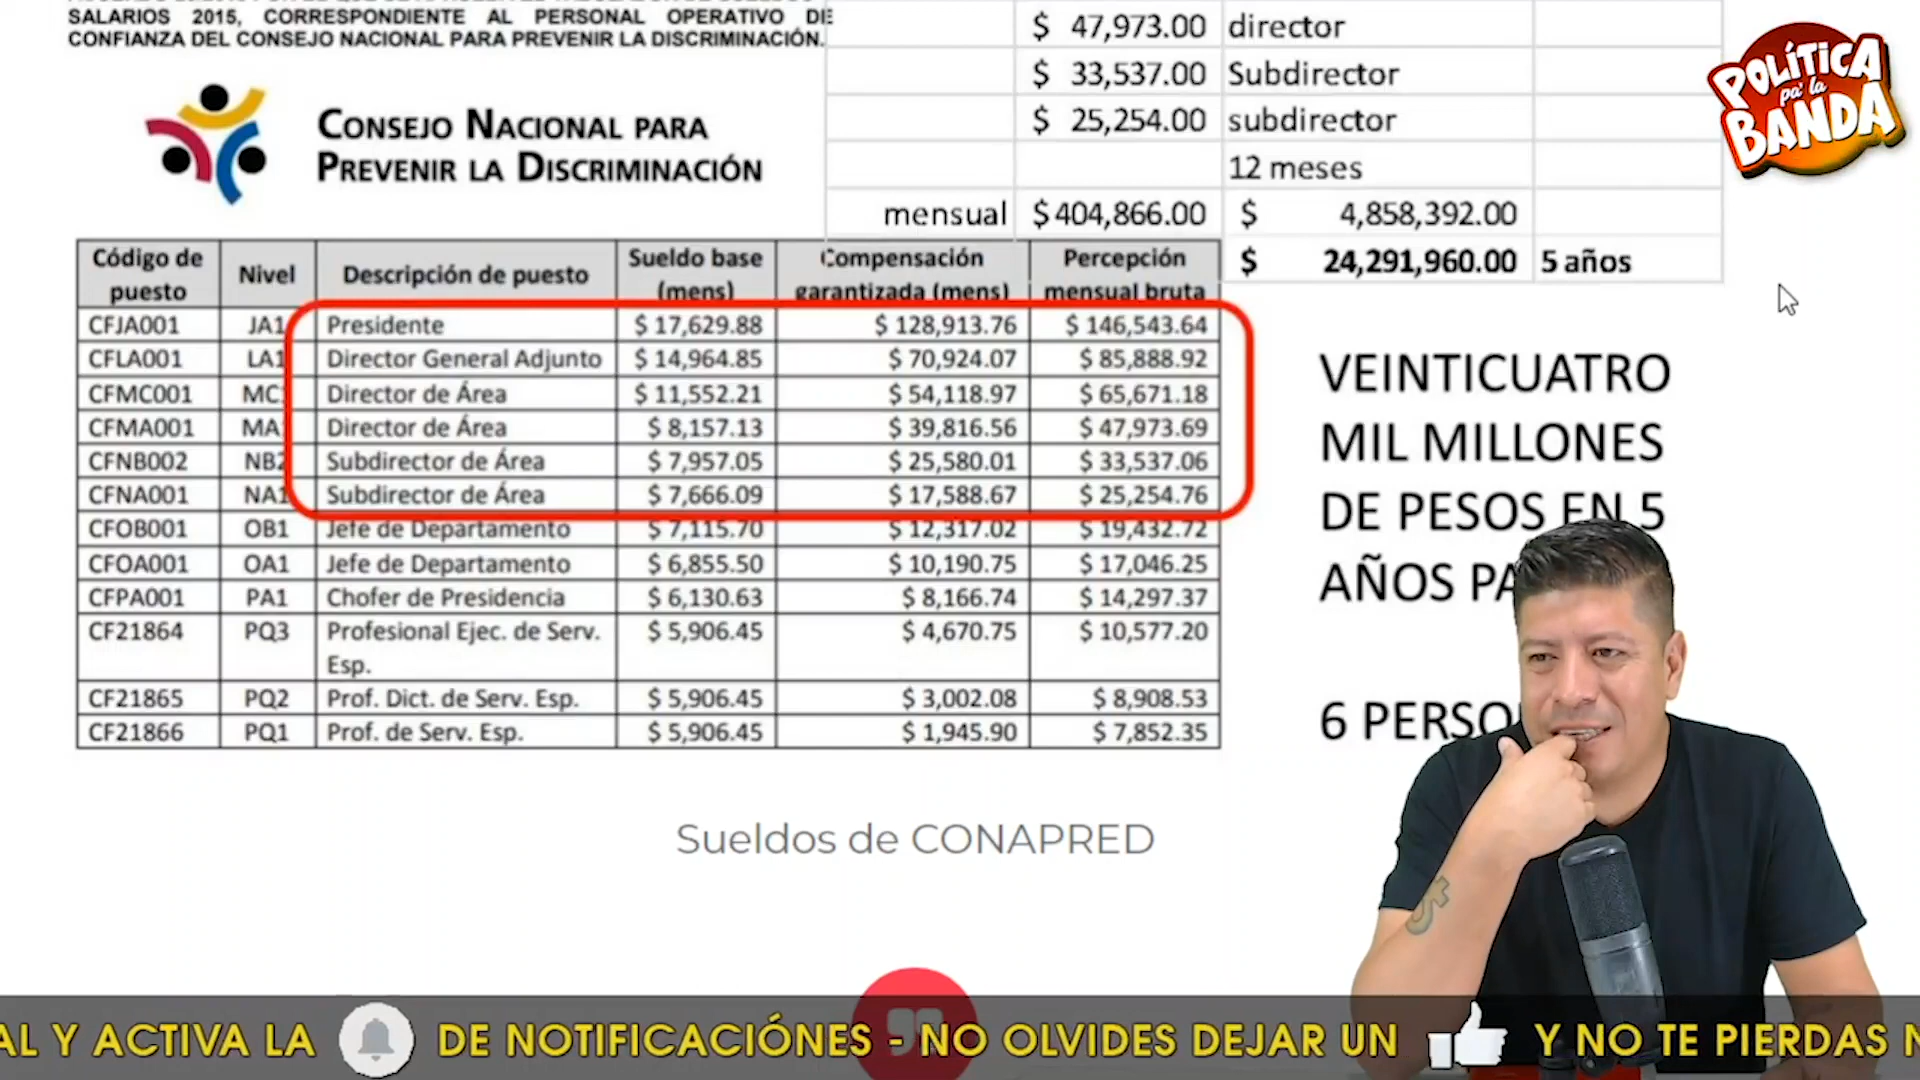 SALARIOS 2015, CORRESPONDIENTE AL PERSONAL OPERATIVO DE
CONFIANZA DEL CONSEJO NACIONAL PARA PREVENIR LA DISCRIMINACIÓN.
CONSEJO NACIONAL PARA
PREVENIR LA DISCRIMINACIÓN
$ 47,973.00 director
$ 33,537.00 Subdirector
$ 25,254.00 subdirector
12 meses
mensual $404,866.00 $ 4,858,392.00
$ 24,291,960.00 5 años
POLÍTICA
pa' la
BANDA
Código de puesto Nivel Descripción de puesto Sueldo base (mens) Compensación garantizada (mens) Percepción mensual bruta
CFJA001 JA1 Presidente $ 17,629.88 $ 128,913.76 $ 146,543.64
CFLA001 LA1 Director General Adjunto $ 14,964.85 $ 70,924.07 $ 85,888.92
CFMC001 MC1 Director de Área $ 11,552.21 $ 54,118.97 $ 65,671.18
CFMA001 MA1 Director de Área $ 8,157.13 $ 39,816.56 $ 47,973.69
CFNB002 NB2 Subdirector de Área $ 7,957.05 $ 25,580.01 $ 33,537.06
CFNA001 NA1 Subdirector de Área $ 7,666.09 $ 17,588.67 $ 25,254.76
CFOB001 OB1 Jefe de Departamento $ 7,115.70 $ 12,317.02 $ 19,432.72
CFOA001 OA1 Jefe de Departamento $ 6,855.50 $ 10,190.75 $ 17,046.25
CFPA001 PA1 Chofer de Presidencia $ 6,130.63 $ 8,166.74 $ 14,297.37
CF21864 PQ3 Profesional Ejec. de Serv. Esp. $ 5,906.45 $ 4,670.75 $ 10,577.20
CF21865 PQ2 Prof. Dict. de Serv. Esp. $ 5,906.45 $ 3,002.08 $ 8,908.53
CF21866 PQ1 Prof. de Serv. Esp. $ 5,906.45 $ 1,945.90 $ 7,852.35
VEINTICUATRO
MIL MILLONES
DE PESOS EN 5
AÑOS PA
6 PERSO
Sueldos de CONAPRED
AL Y ACTIVA LA DE NOTIFICACIÓNES - NO OLVIDES DEJAR UN Y NO TE PIERDAS N